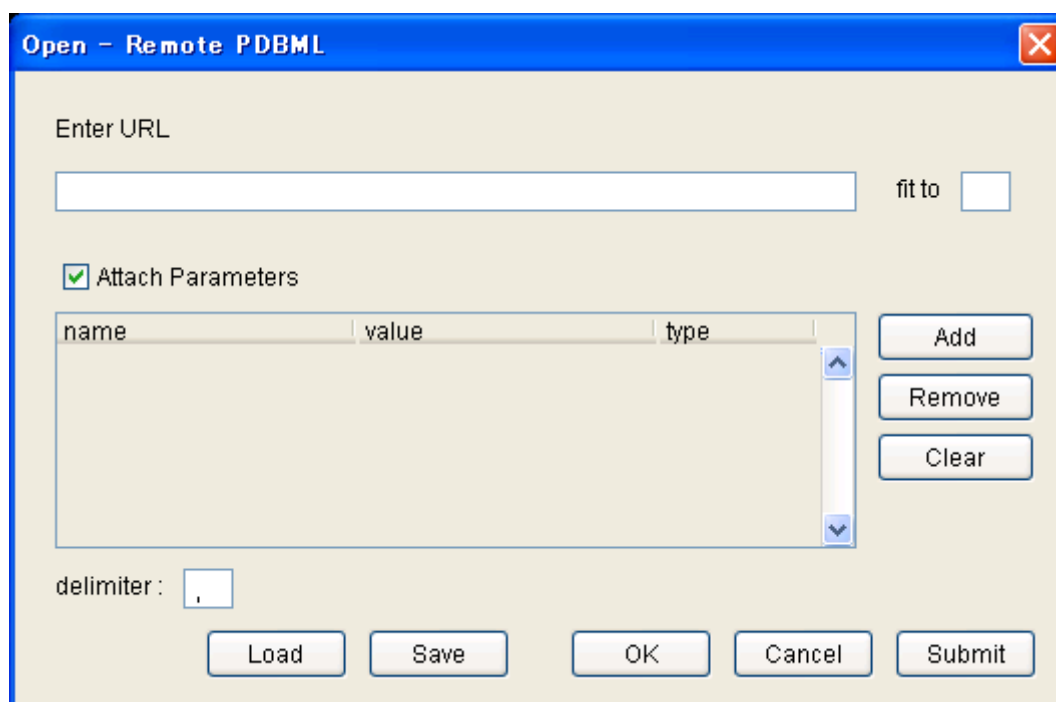 Open - Remote PDBML
Enter URL
fit to
Attach Parameters
name value type
Add
Remove
Clear
delimiter : ,
Load Save OK Cancel Submit